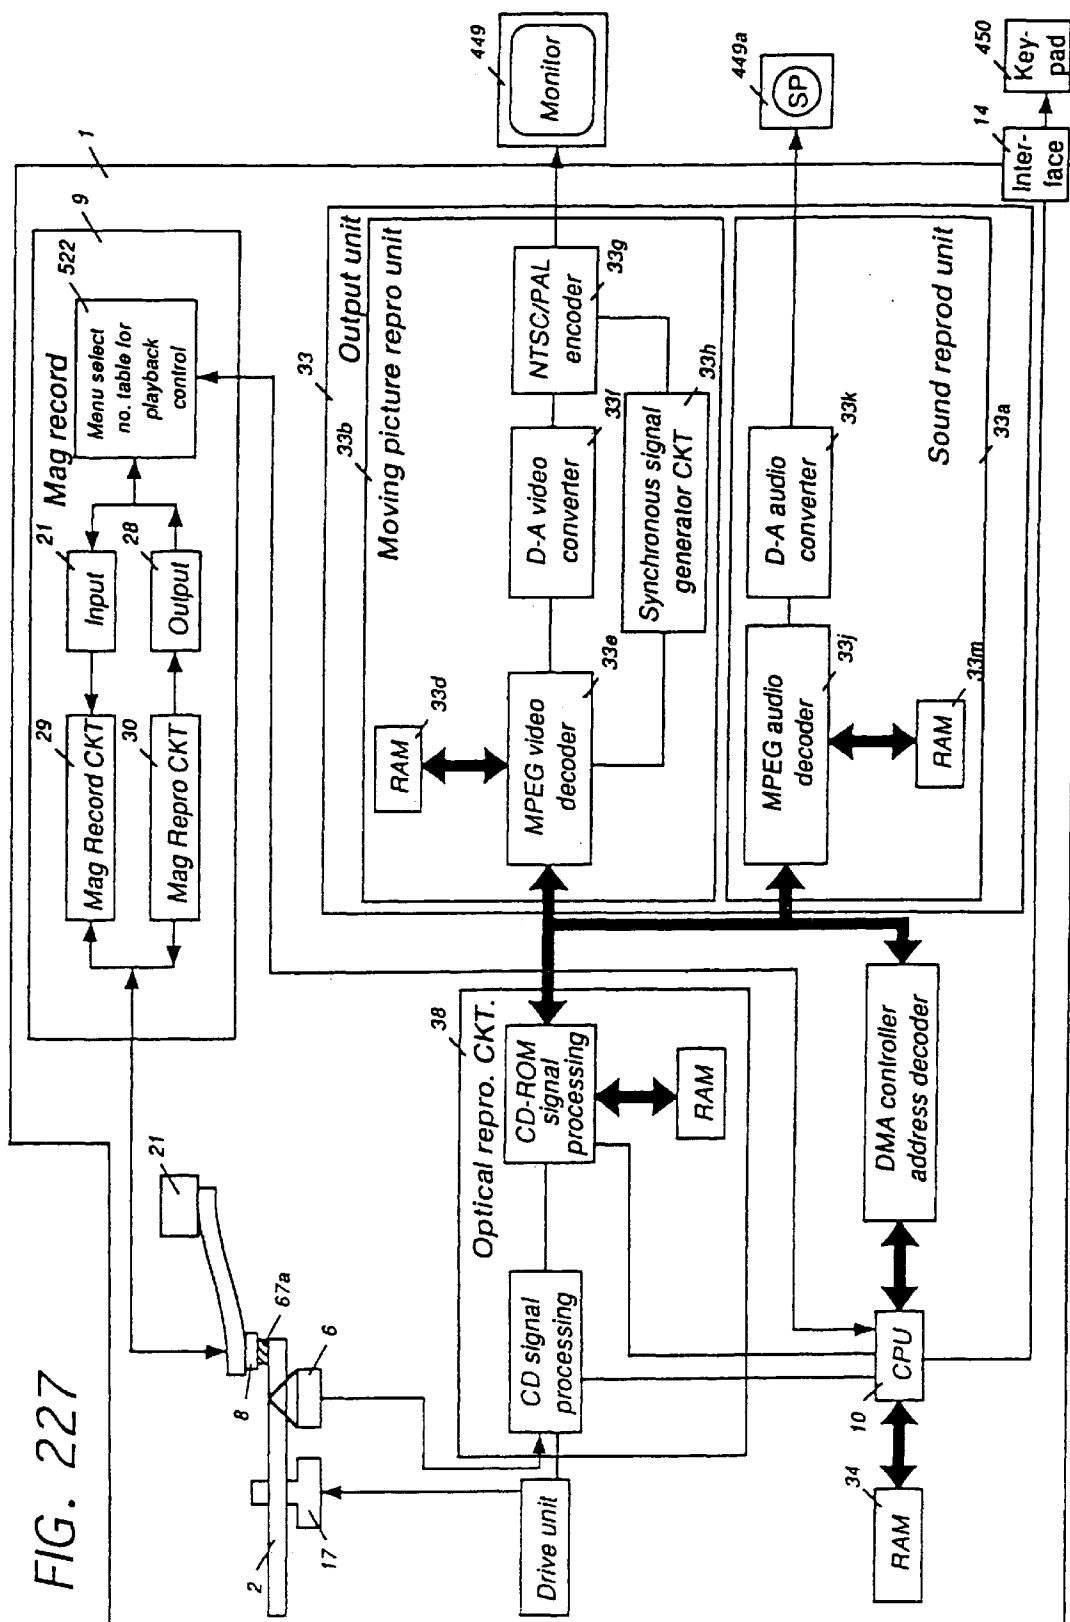 FIG. 227
1
9
Mag record
522
Menu select
no. table for
playback
control
21
Input
28
Output
29
Mag Record CKT
30
Mag Repro CKT
21
67a
8
6
2
17
449
Monitor
449a
SP
450
Key-
pad
14
Inter-
face
33
Output unit
33b
Moving picture repro unit
33d
RAM
33e
MPEG video
decoder
33f
D-A video
converter
33g
NTSC/PAL
encoder
33h
Synchronous signal
generator CKT
Sound reprod unit
33a
33j
MPEG audio
decoder
33k
D-A audio
converter
33m
RAM
38
Optical repro. CKT.
CD signal
processing
CD-ROM
signal
processing
RAM
Drive unit
10
CPU
34
RAM
DMA controller
address decoder